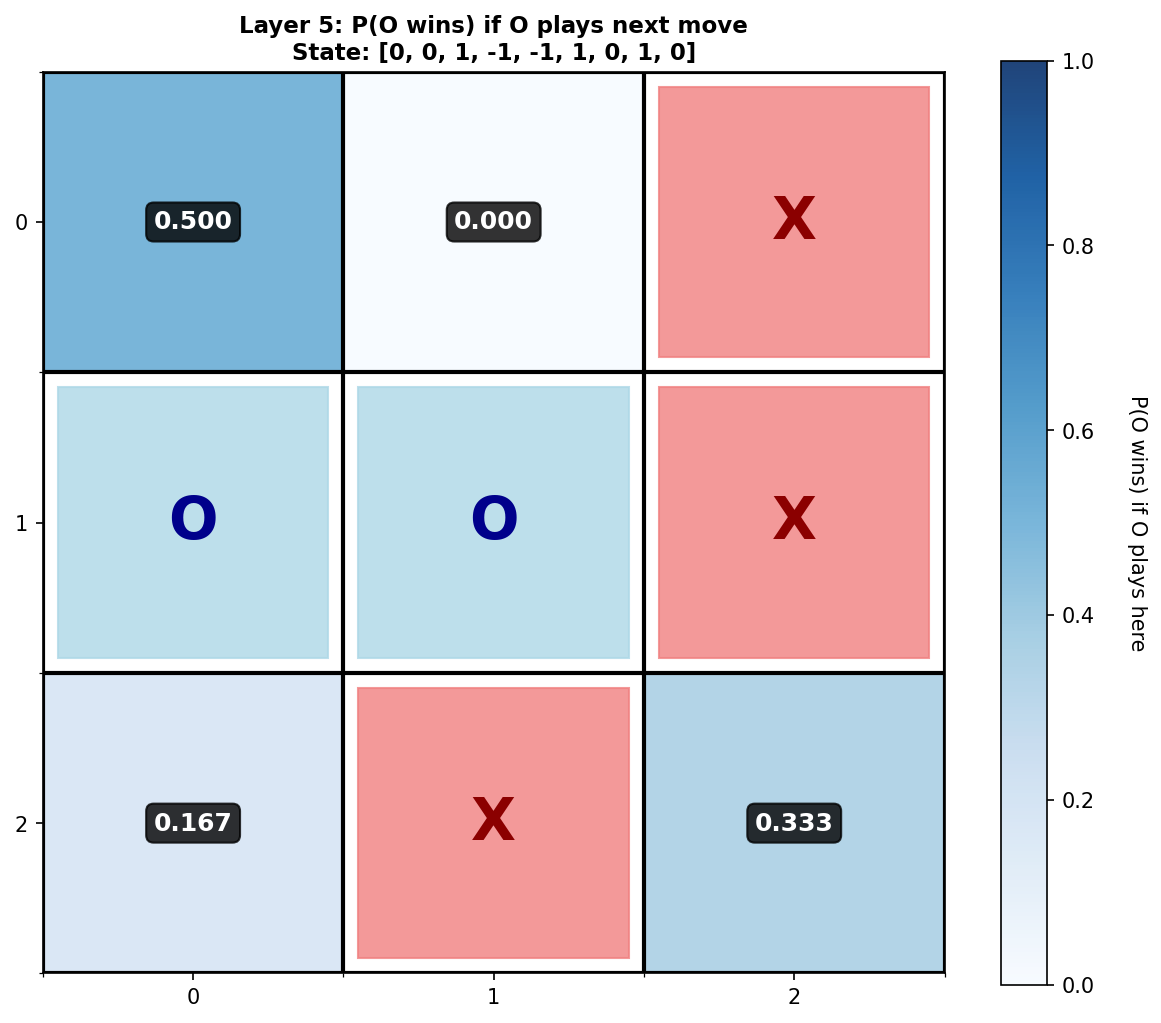 Layer 5: P(O wins) if O plays next move
State: [0, 0, 1, -1, -1, 1, 0, 1, 0]
1.0
0.8
0.6
0.4
0.2
0.0
P(O wins) if O plays here
0
0.500
0.000
X
1
O
O
X
2
0.167
X
0.333
0
1
2